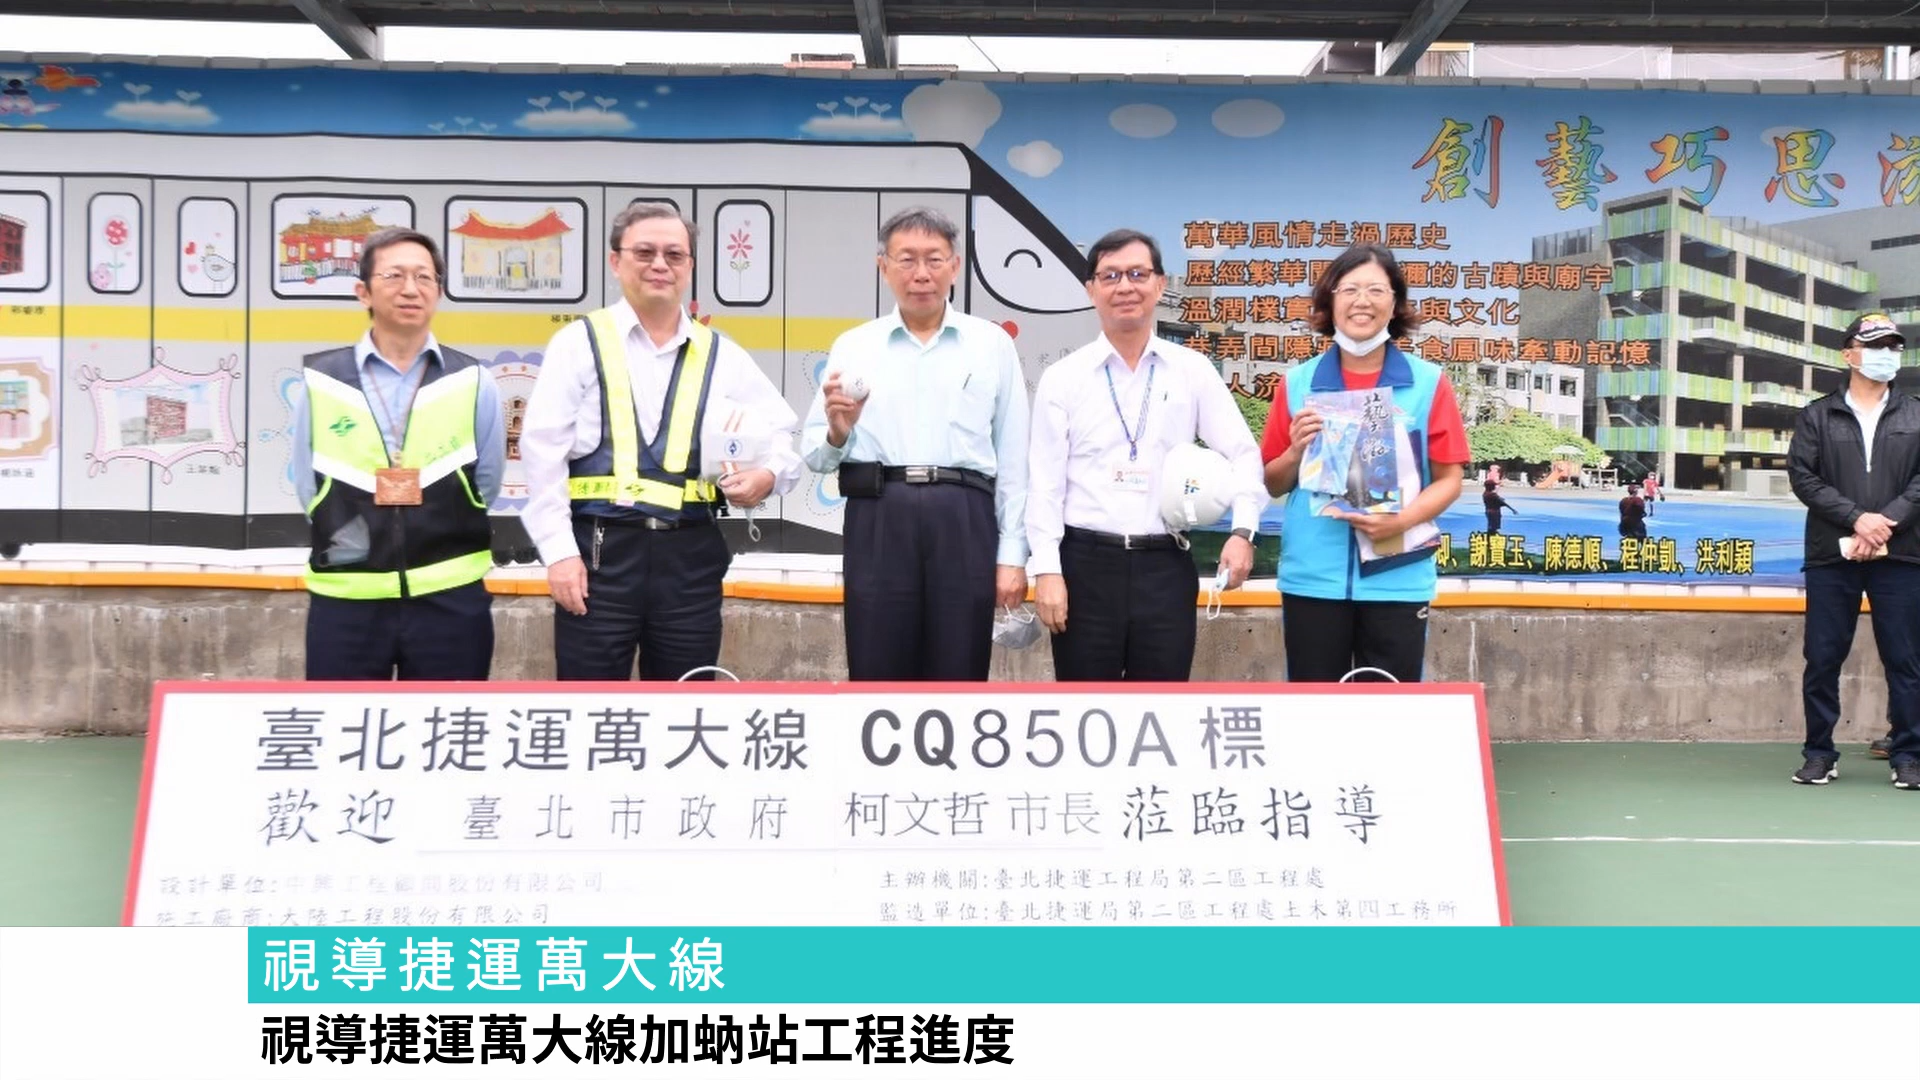 創藝巧思
萬華風情走過歷史
的古蹟與廟宇
溫潤樸實
與文化
食風味牽動記憶
謝寶玉、陳德順、程仲凱、洪利穎
藝
臺北捷運萬大線 CQ850A標
歡迎 臺北市政府 柯文哲 市長 蒞臨指導
設計單位:中興工程顧問股份有限公司
主辦機關:臺北捷運工程局第二區工程處
施工廠商:大陸工程股份有限公司
監造單位:臺北捷運局第二區工程處土木第四工務所
視導捷運萬大線
視導捷運萬大線加蚋站工程進度